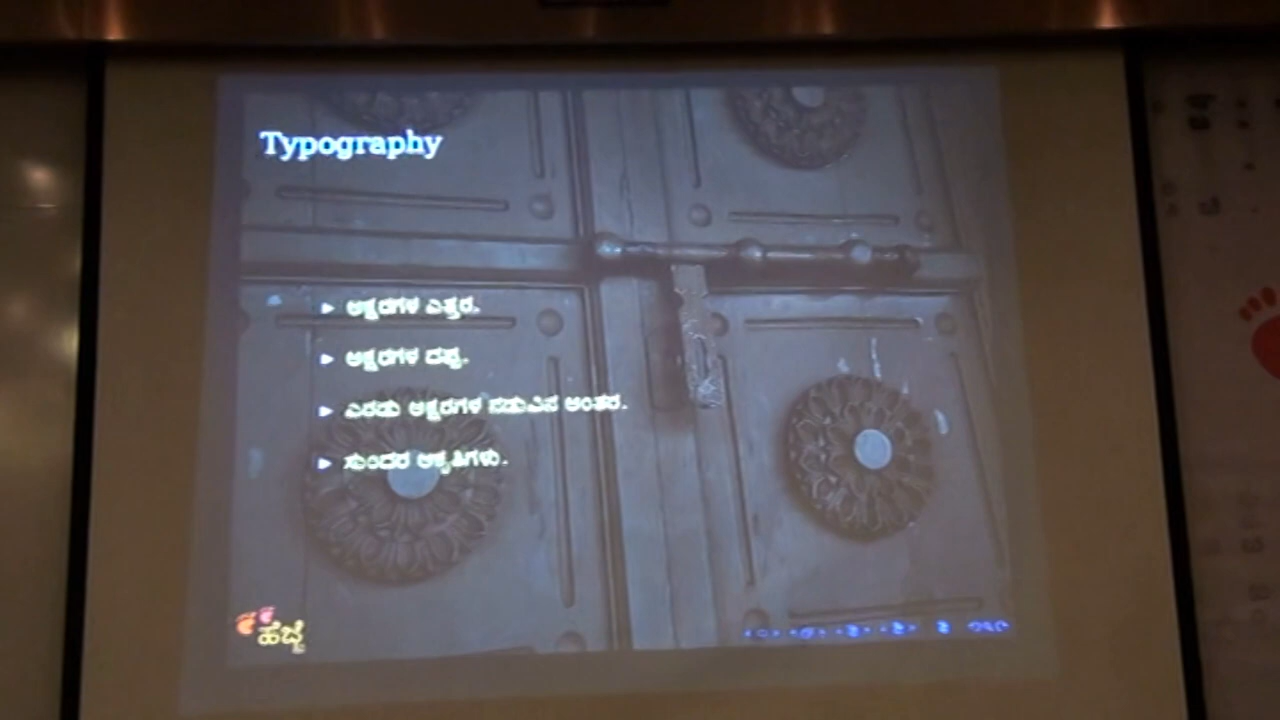 Typography
ಅಕ್ಷರಗಳ ಎತ್ತರ.
ಅಕ್ಷರಗಳ ದಪ್ಪ.
ಎರಡು ಅಕ್ಷರಗಳ ನಡುವಿನ ಅಂತರ.
ಸುಂದರ ಆಕೃತಿಗಳು.
ಹೆಜ್ಜೆ